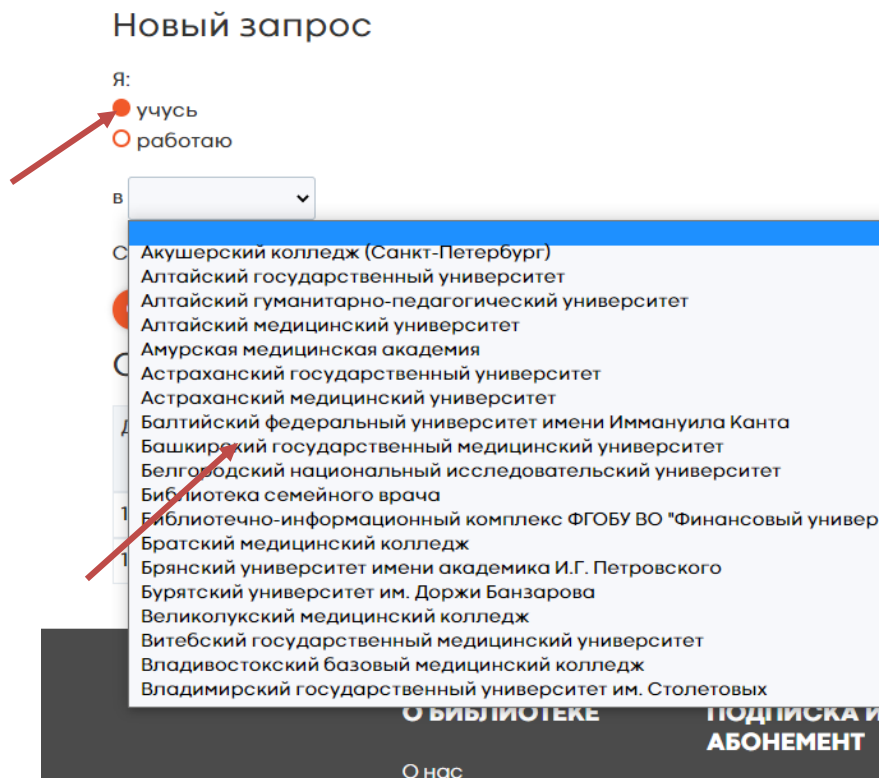 Новый запрос
Я:
учусь
работаю
в
С
Акушерский колледж (Санкт-Петербург)
Алтайский государственный университет
Алтайский гуманитарно-педагогический университет
Алтайский медицинский университет
Амурская медицинская академия
Астраханский государственный университет
Астраханский медицинский университет
Балтийский федеральный университет имени Иммануила Канта
Башкирский государственный медицинский университет
Белгородский национальный исследовательский университет
Библиотека семейного врача
Библиотечно-информационный комплекс ФГОБУ ВО "Финансовый универ
Братский медицинский колледж
Брянский университет имени академика И.Г. Петровского
Бурятский университет им. Доржи Банзарова
Великолукский медицинский колледж
Витебский государственный медицинский университет
Владивостокский базовый медицинский колледж
Владимирский государственный университет им. Столетовых
О БИБЛИОТЕКЕ
ПОДПИСКА И
АБОНЕМЕНТ
О нас